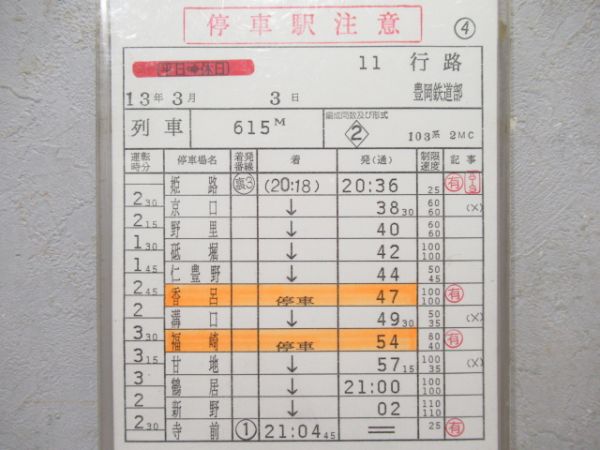 停車駅注意
④
平日→休日
11 行路
13年 3月 3日
豊岡鉄道部
列車 615M
編成両数及び形式
2
103系 2MC
運転時分 停車場名 着発番線 着 発(通) 制限速度 記事
姫路 (20:18) 20:36 25 有
2 30
京口 ↓ 38 30 60 60 (X)
2 15
野里 ↓ 40 60 60
1 30
砥堀 ↓ 42 100 100
1 45
仁豊野 ↓ 44 50 45
2 45
香呂 停車 47 100 100 有
2
溝口 ↓ 49 30 50 35 (X)
3 30
福崎 停車 54 60 40 有
3 15
甘地 ↓ 57 15 100 35 (X)
2
鶴居 ↓ 21:00 100 100
2
新野 ↓ 02 110 110
2 30
寺前 ① 21:04 45 25 有